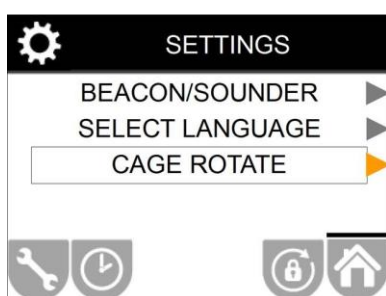 SETTINGS
BEACON/SOUNDER
SELECT LANGUAGE
CAGE ROTATE